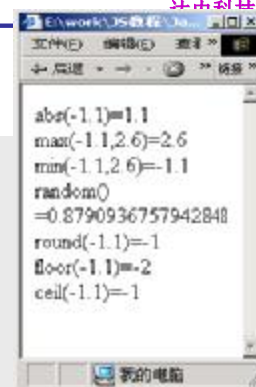 E:\work\JS教程\Ja...
文件(E) 编辑(E) 查看 »
后退 » 链接 »
abs(-1.1)=1.1
max(-1.1,2.6)=2.6
min(-1.1,2.6)=-1.1
random()
=0.8790936757942848
round(-1.1)=-1
floor(-1.1)=-2
ceil(-1.1)=-1
我的电脑